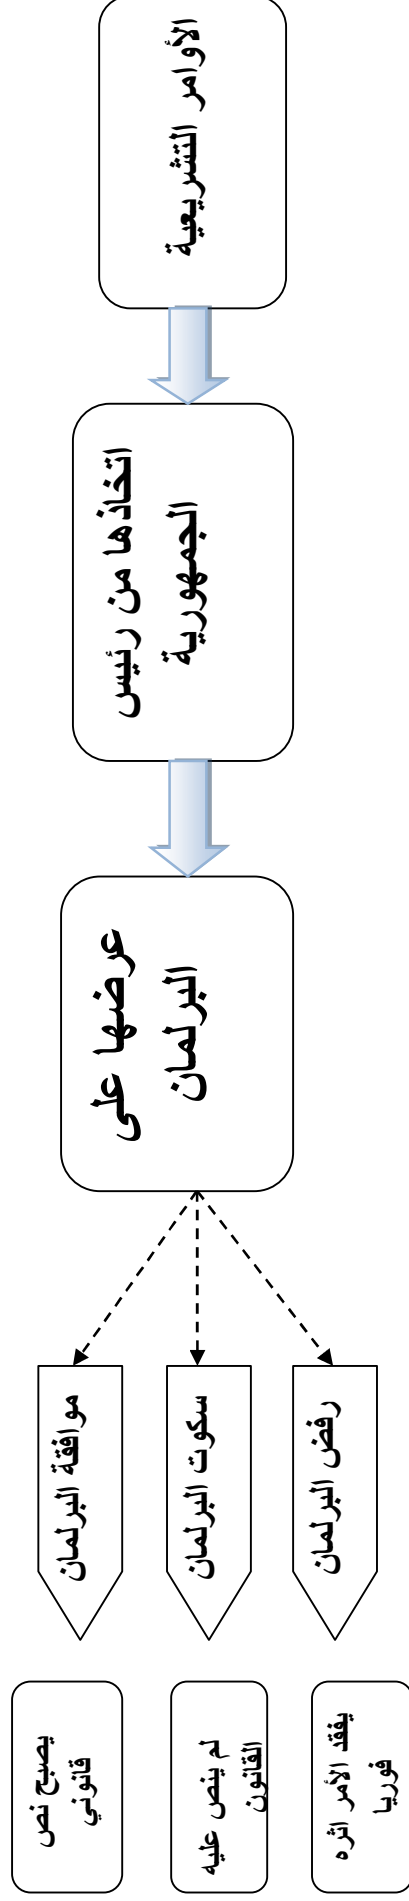 الأوامر التشريعية
اتخاذها من رئيس
الجمهورية
عرضها على
البرلمان
موافقة البرلمان
سكوت البرلمان
رفض البرلمان
يصبح نص
قانوني
لم ينص عليه
القانون
يفقد الأمر اثره
فوريا